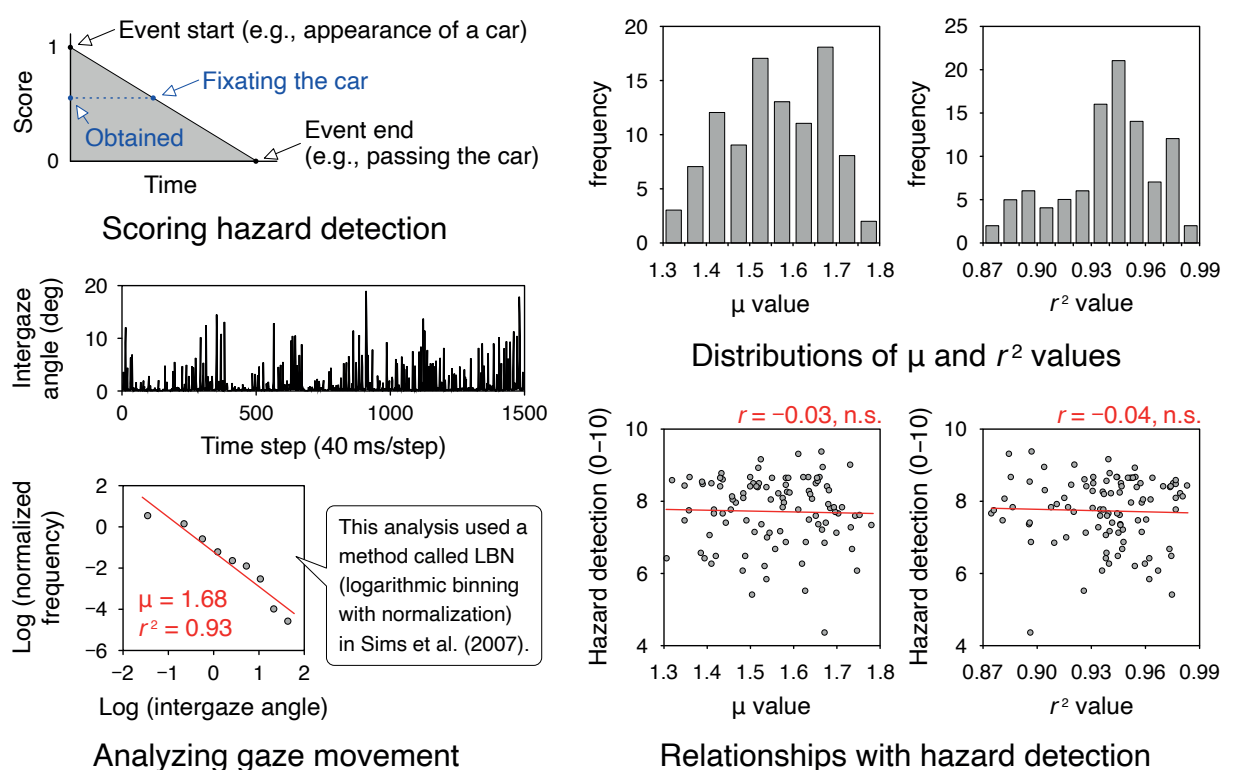 Event start (e.g., appearance of a car)
1
Score
Fixating the car
Obtained
Event end
(e.g., passing the car)
0
Time
Scoring hazard detection
Intergaze
angle (deg)
20
10
0
0
500
1000
1500
Time step (40 ms/step)
Log (normalized
frequency)
2
0
−2
−4
−6
μ = 1.68
r² = 0.93
−2
−1
0
1
2
Log (intergaze angle)
This analysis used a
method called LBN
(logarithmic binning
with normalization)
in Sims et al. (2007).
Analyzing gaze movement
frequency
20
15
10
5
0
1.3
1.4
1.5
1.6
1.7
1.8
μ value
frequency
25
20
15
10
5
0
0.87
0.90
0.93
0.96
0.99
r² value
Distributions of μ and r² values
r = −0.03, n.s.
Hazard detection (0–10)
10
8
6
4
1.3
1.4
1.5
1.6
1.7
1.8
μ value
r = −0.04, n.s.
Hazard detection (0–10)
10
8
6
4
0.87
0.90
0.93
0.96
0.99
r² value
Relationships with hazard detection